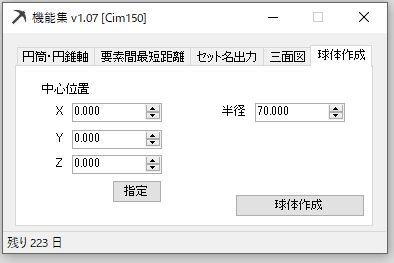 機能集 v1.07 [Cim150]
円筒・円錐軸 要素間最短距離 セット名出力 三面図 球体作成
中心位置
X 0.000 半径 70.000
Y 0.000
Z 0.000
指定
球体作成
残り 223 日